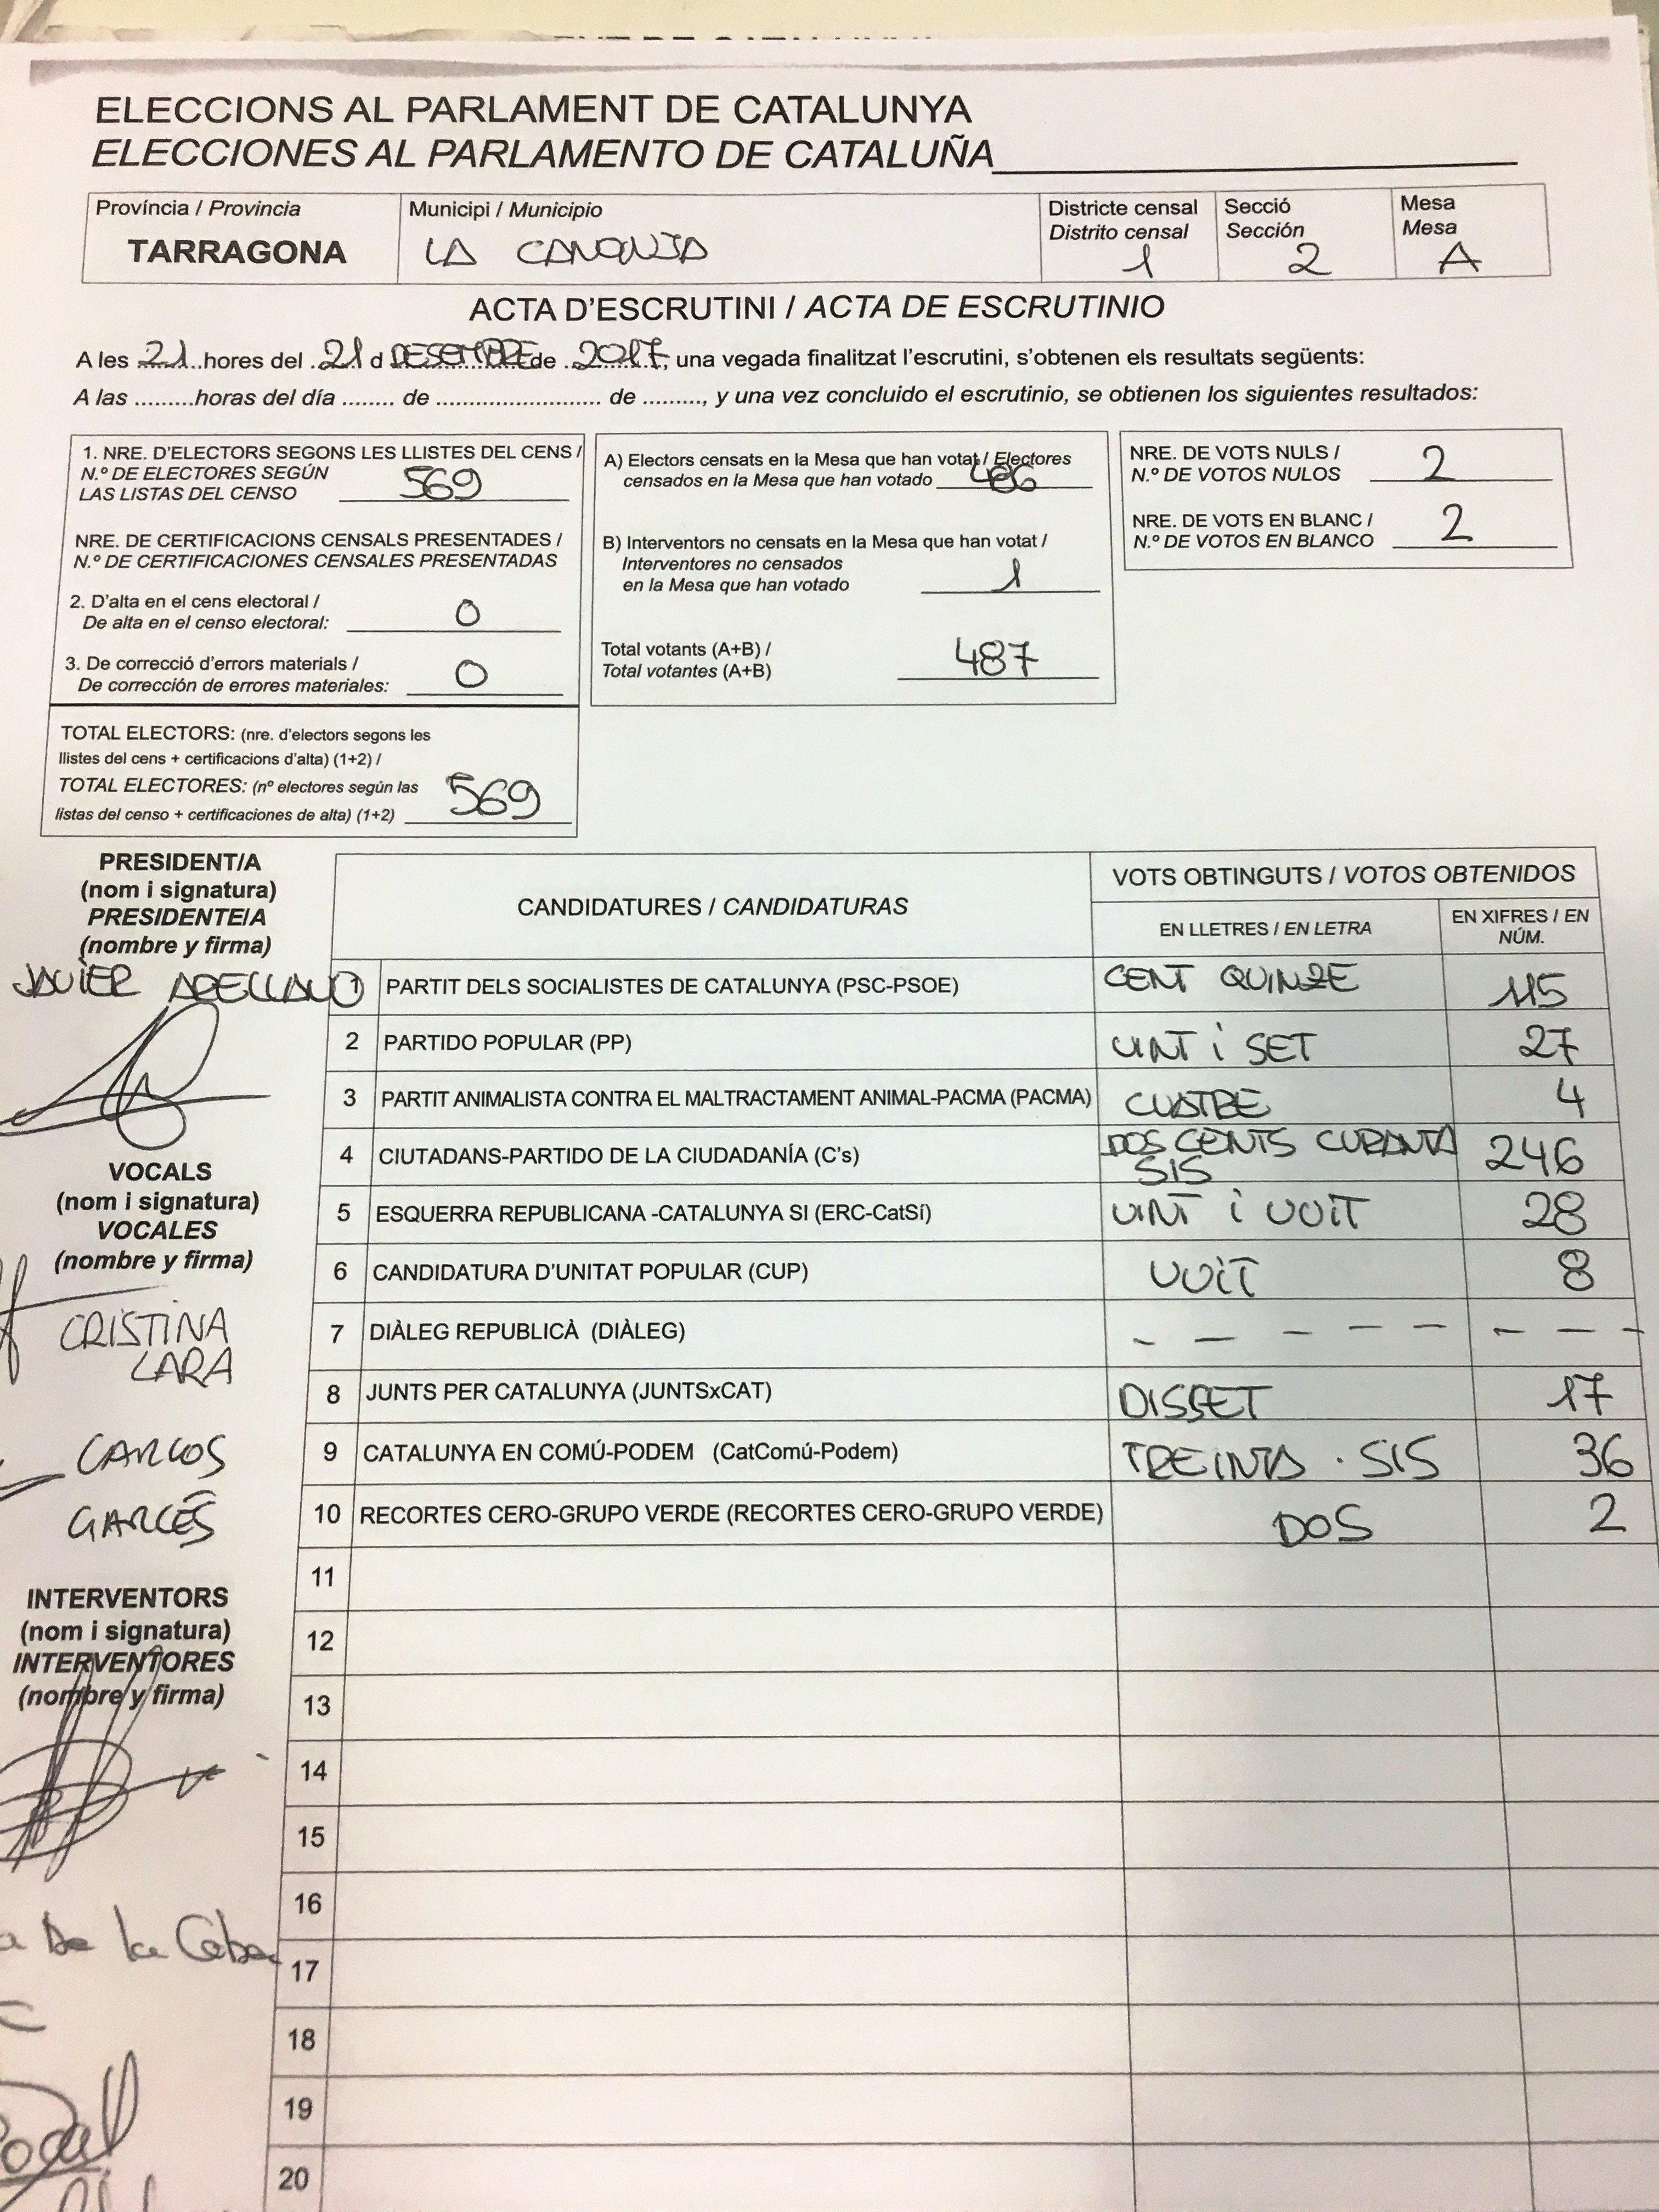 ELECCIONS AL PARLAMENT DE CATALUNYA
ELECCIONES AL PARLAMENTO DE CATALUÑA
Província / Provincia
TARRAGONA
Municipi / Municipio
LA CANONJA
Districte censal
Distrito censal
1
Secció
Sección
2
Mesa
Mesa
A
ACTA D'ESCRUTINI / ACTA DE ESCRUTINIO
A les 21 hores del 21 d DESEMBRE de 2017, una vegada finalitzat l'escrutini, s'obtenen els resultats següents:
A las .........horas del día ........ de ......................... de ........., y una vez concluido el escrutinio, se obtienen los siguientes resultados:
1. NRE. D'ELECTORS SEGONS LES LLISTES DEL CENS /
N.º DE ELECTORES SEGÚN
LAS LISTAS DEL CENSO 569
NRE. DE CERTIFICACIONS CENSALS PRESENTADES /
N.º DE CERTIFICACIONES CENSALES PRESENTADAS
2. D'alta en el cens electoral /
De alta en el censo electoral: 0
3. De correcció d'errors materials /
De corrección de errores materiales: 0
TOTAL ELECTORS: (nre. d'electors segons les
llistes del cens + certificacions d'alta) (1+2) /
TOTAL ELECTORES: (nº electores según las
listas del censo + certificaciones de alta) (1+2) 569
A) Electors censats en la Mesa que han votat / Electores
censados en la Mesa que han votado 486
B) Interventors no censats en la Mesa que han votat /
Interventores no censados
en la Mesa que han votado 1
Total votants (A+B) /
Total votantes (A+B) 487
NRE. DE VOTS NULS /
N.º DE VOTOS NULOS 2
NRE. DE VOTS EN BLANC /
N.º DE VOTOS EN BLANCO 2
PRESIDENT/A
(nom i signatura)
PRESIDENTE/A
(nombre y firma)
JAVIER ARELLANO
VOCALS
(nom i signatura)
VOCALES
(nombre y firma)
CRISTINA
LARA
CARLOS
GARCÉS
INTERVENTORS
(nom i signatura)
INTERVENTORES
(nombre y firma)
De la
CANDIDATURES / CANDIDATURAS
VOTS OBTINGUTS / VOTOS OBTENIDOS
EN LLETRES / EN LETRA
EN XIFRES / EN
NÚM.
1 PARTIT DELS SOCIALISTES DE CATALUNYA (PSC-PSOE) CENT QUINZE 115
2 PARTIDO POPULAR (PP) VINT i SET 27
3 PARTIT ANIMALISTA CONTRA EL MALTRACTAMENT ANIMAL-PACMA (PACMA) CUATRE 4
4 CIUTADANS-PARTIDO DE LA CIUDADANÍA (C's) DOS CENTS CURANTA 246
SIS
5 ESQUERRA REPUBLICANA -CATALUNYA SI (ERC-CatSí) VINT i VOIT 28
6 CANDIDATURA D'UNITAT POPULAR (CUP) VOIT 8
7 DIÀLEG REPUBLICÀ (DIÀLEG) - - - - - - - -
8 JUNTS PER CATALUNYA (JUNTSxCAT) DISSET 17
9 CATALUNYA EN COMÚ-PODEM (CatComú-Podem) TREINTA · SIS 36
10 RECORTES CERO-GRUPO VERDE (RECORTES CERO-GRUPO VERDE) DOS 2
11
12
13
14
15
16
17
18
19
20